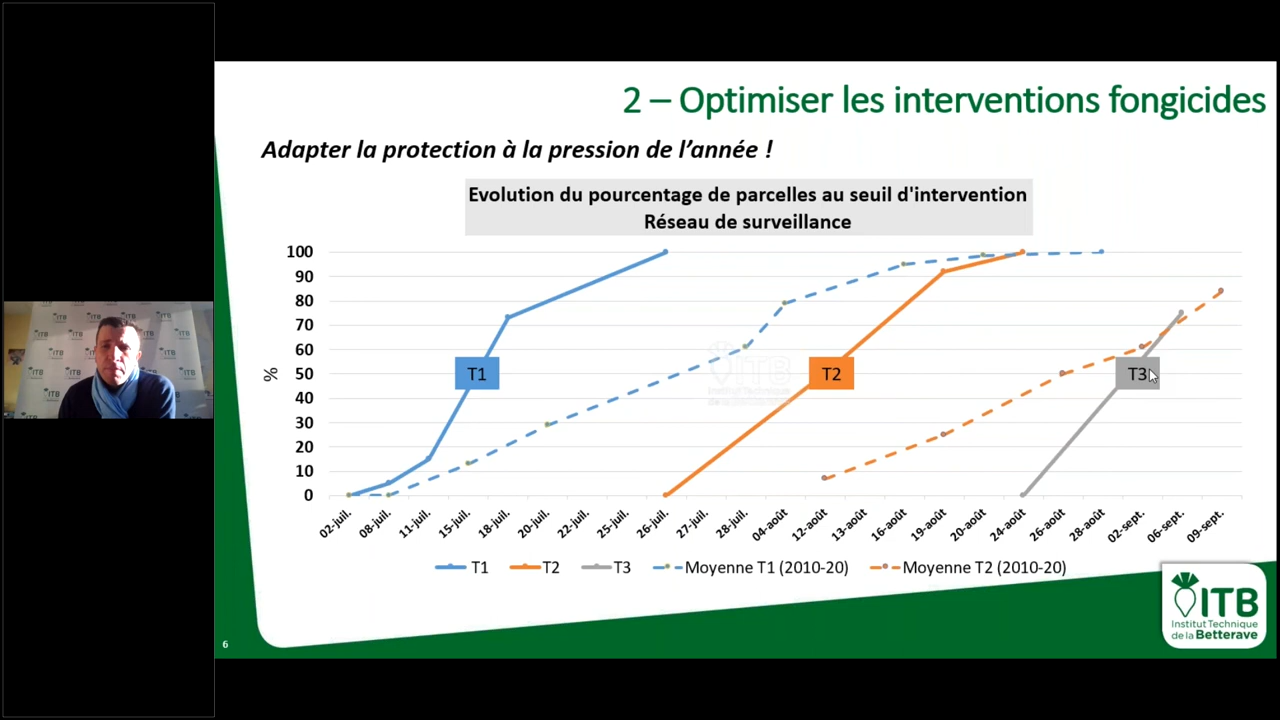 2 – Optimiser les interventions fongicides
Adapter la protection à la pression de l'année !
Evolution du pourcentage de parcelles au seuil d'intervention
Réseau de surveillance
%
100
90
80
70
60
50
40
30
20
10
0
T1
T2
T3
02-juil.
08-juil.
11-juil.
15-juil.
18-juil.
20-juil.
22-juil.
25-juil.
26-juil.
27-juil.
28-juil.
04-août
12-août
13-août
16-août
19-août
20-août
24-août
26-août
28-août
02-sept.
06-sept.
09-sept.
T1 T2 T3 Moyenne T1 (2010-20) Moyenne T2 (2010-20)
6
ITB
Institut Technique
de la Betterave